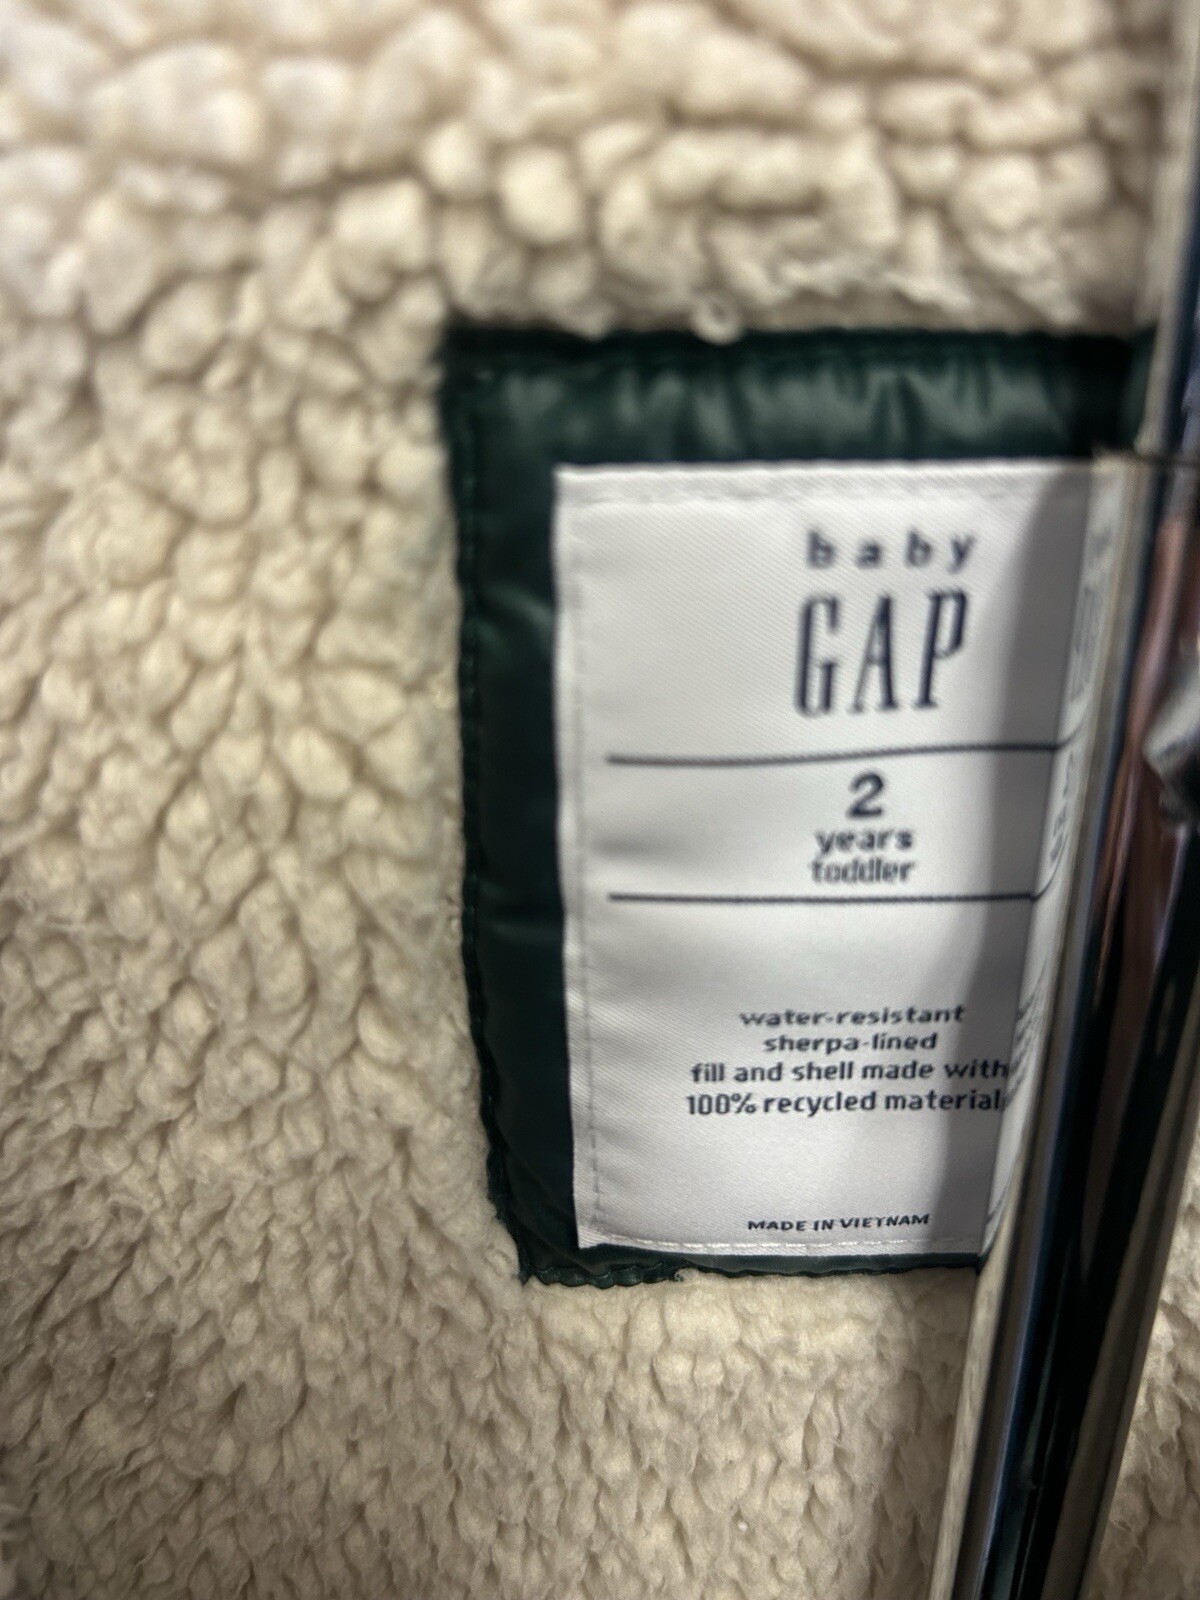 baby
GAP
2
years
toddler
water-resistant
sherpa-lined
fill and shell made with
100% recycled material
MADE IN VIETNAM